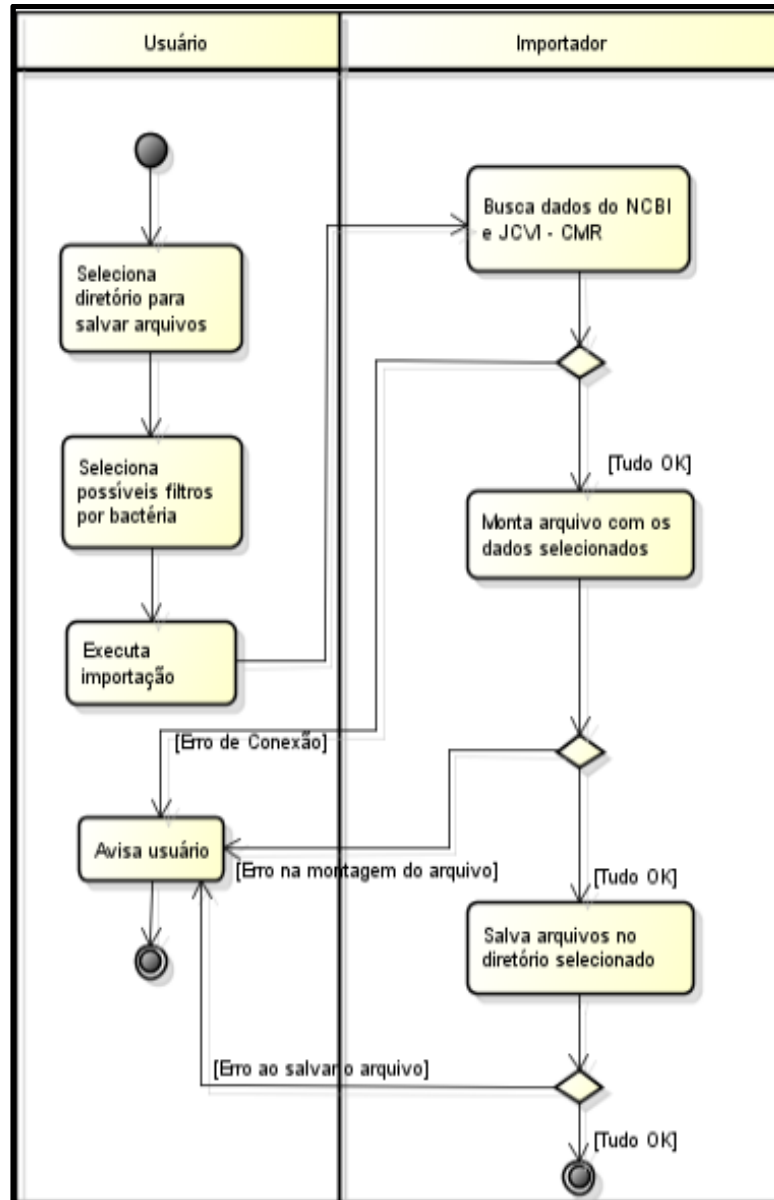 Usuário
Importador
Seleciona
diretório para
salvar arquivos
Seleciona
possíveis filtros
por bactéria
Executa
importação
Busca dados do NCBI
e JCVI - CMR
[Tudo OK]
Monta arquivo com os
dados selecionados
[Erro de Conexão]
Avisa usuário
[Erro na montagem do arquivo]
[Tudo OK]
Salva arquivos no
diretório selecionado
[Erro ao salvar o arquivo]
[Tudo OK]